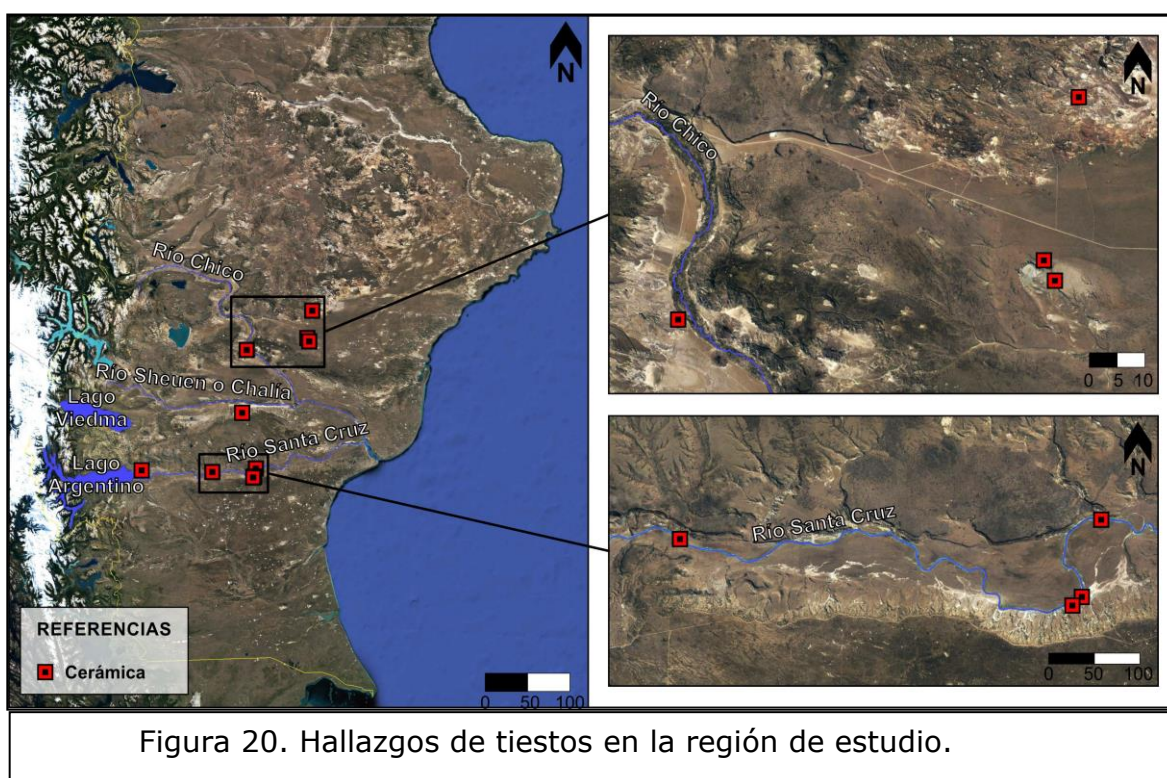 N
Río Chico
Río Sheuen o Chalía
Lago
Viedma
Río Santa Cruz
Lago
Argentino
REFERENCIAS
Cerámica
0 50 100
N
Río Chico
0 5 10
N
Río Santa Cruz
0 50 100
Figura 20. Hallazgos de tiestos en la región de estudio.